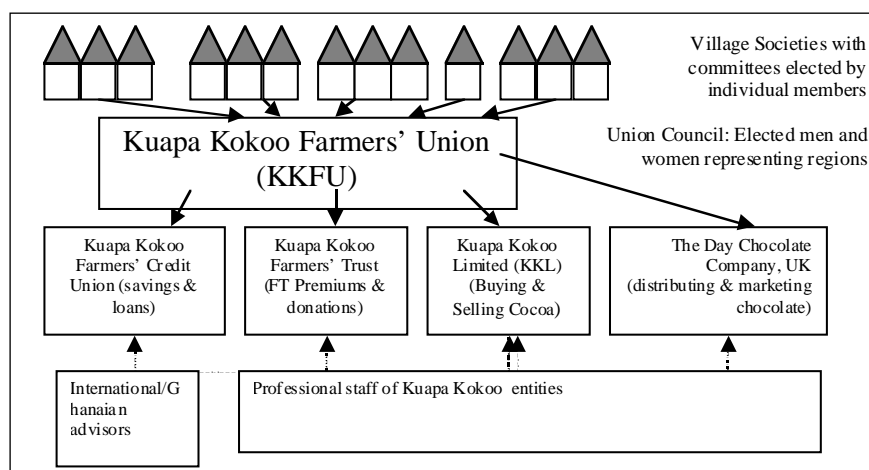 Village Societies with
committees elected by
individual members
Kuapa Kokoo Farmers’ Union
(KKFU)
Union Council: Elected men and
women representing regions
Kuapa Kokoo
Farmers’ Credit
Union (savings &
loans)
Kuapa Kokoo
Farmers’ Trust
(FT Premiums &
donations)
Kuapa Kokoo
Limited (KKL)
(Buying &
Selling Cocoa)
The Day Chocolate
Company, UK
(distributing & marketing
chocolate)
International/G
hanaian
advisors
Professional staff of Kuapa Kokoo entities